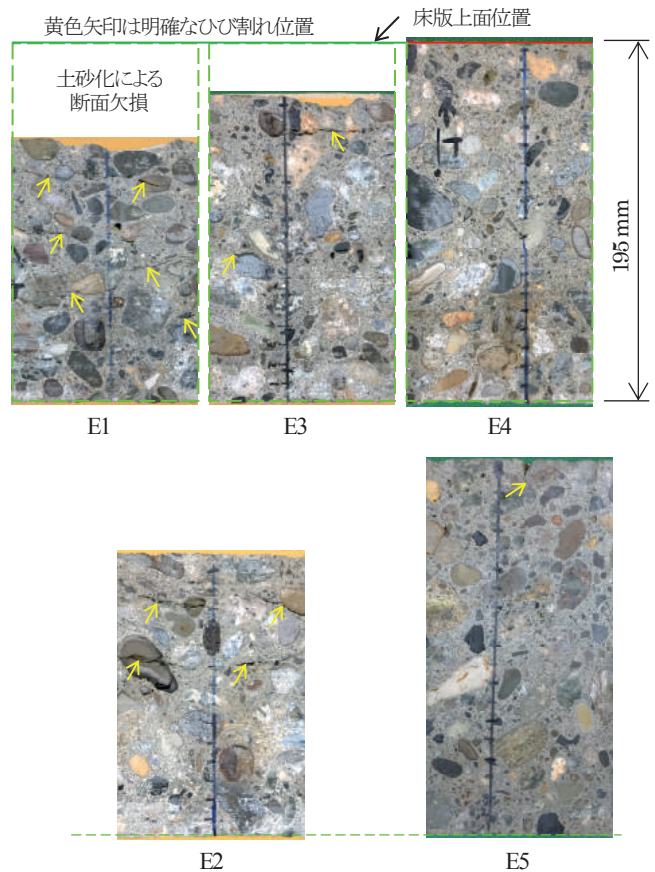 黄色矢印は明確なひび割れ位置
床版上面位置
土砂化による
断面欠損
195 mm
E1
E3
E4
E2
E5